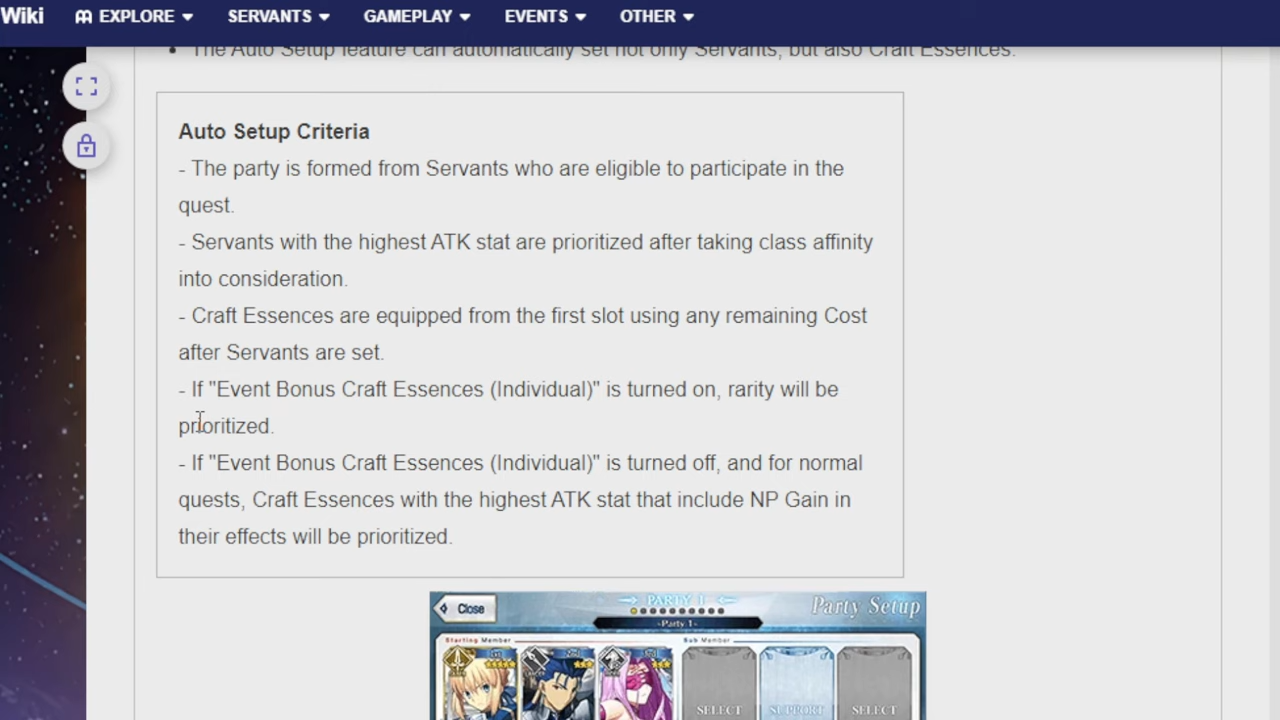 Wiki EXPLORE SERVANTS GAMEPLAY EVENTS OTHER
The Auto Setup feature can automatically set not only Servants, but also Craft Essences.
Auto Setup Criteria
- The party is formed from Servants who are eligible to participate in the
quest.
- Servants with the highest ATK stat are prioritized after taking class affinity
into consideration.
- Craft Essences are equipped from the first slot using any remaining Cost
after Servants are set.
- If "Event Bonus Craft Essences (Individual)" is turned on, rarity will be
prioritized.
- If "Event Bonus Craft Essences (Individual)" is turned off, and for normal
quests, Craft Essences with the highest ATK stat that include NP Gain in
their effects will be prioritized.
Close PARTY 1 Party Setup
-Party 1-
Starting Member Sub Member
SELECT SUPPORT SELECT